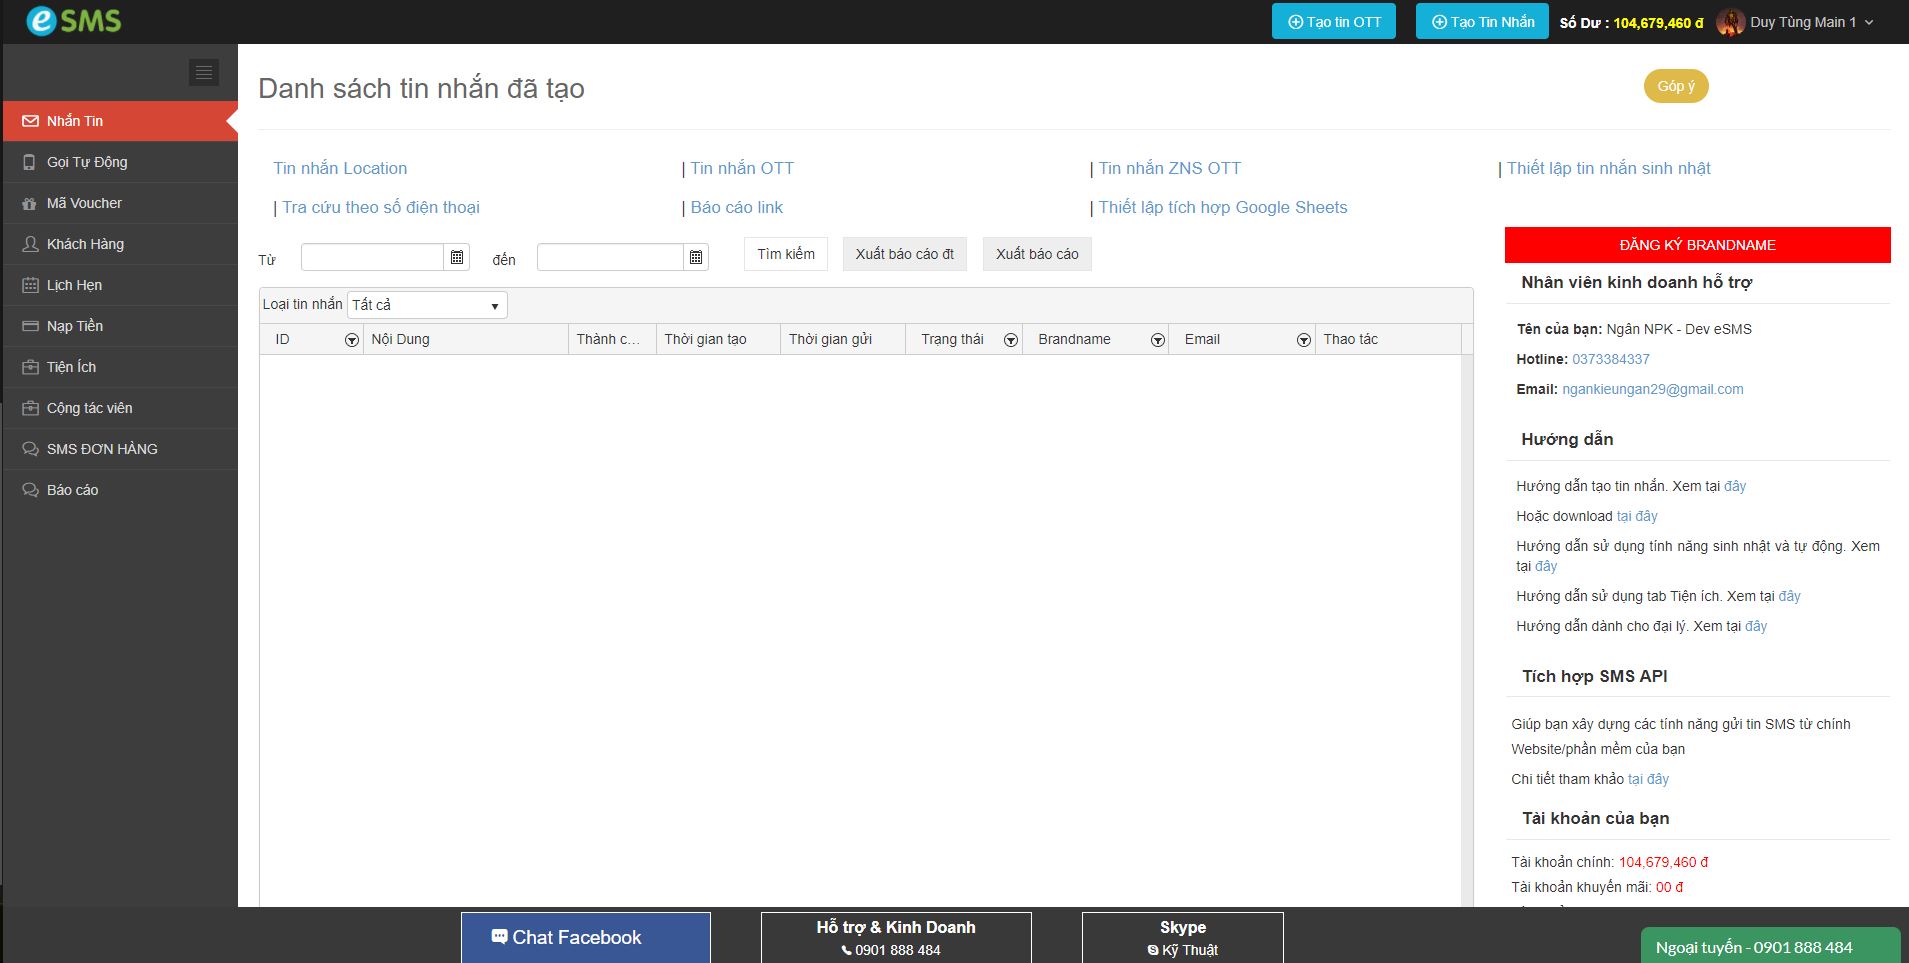 eSMS
Tạo tin OTT
Tạo Tin Nhắn
Số Dư : 104,679,460 đ
Duy Tùng Main 1
Nhắn Tin
Gọi Tự Động
Mã Voucher
Khách Hàng
Lịch Hẹn
Nạp Tiền
Tiện Ích
Cộng tác viên
SMS ĐƠN HÀNG
Báo cáo
Danh sách tin nhắn đã tạo
Góp ý
Tin nhắn Location
| Tin nhắn OTT
| Tin nhắn ZNS OTT
| Thiết lập tin nhắn sinh nhật
| Tra cứu theo số điện thoại
| Báo cáo link
| Thiết lập tích hợp Google Sheets
Từ
đến
Tìm kiếm
Xuất báo cáo đt
Xuất báo cáo
Loại tin nhắn Tất cả
ID
Nội Dung
Thành c...
Thời gian tạo
Thời gian gửi
Trạng thái
Brandname
Email
Thao tác
ĐĂNG KÝ BRANDNAME
Nhân viên kinh doanh hỗ trợ
Tên của bạn: Ngân NPK - Dev eSMS
Hotline: 0373384337
Email: ngankieungan29@gmail.com
Hướng dẫn
Hướng dẫn tạo tin nhắn. Xem tại đây
Hoặc download tại đây
Hướng dẫn sử dụng tính năng sinh nhật và tự động. Xem
tại đây
Hướng dẫn sử dụng tab Tiện ích. Xem tại đây
Hướng dẫn dành cho đại lý. Xem tại đây
Tích hợp SMS API
Giúp bạn xây dựng các tính năng gửi tin SMS từ chính
Website/phần mềm của bạn
Chi tiết tham khảo tại đây
Tài khoản của bạn
Tài khoản chính: 104,679,460 đ
Tài khoản khuyến mãi: 00 đ
Chat Facebook
Hỗ trợ & Kinh Doanh
0901 888 484
Skype
Kỹ Thuật
Ngoại tuyến - 0901 888 484